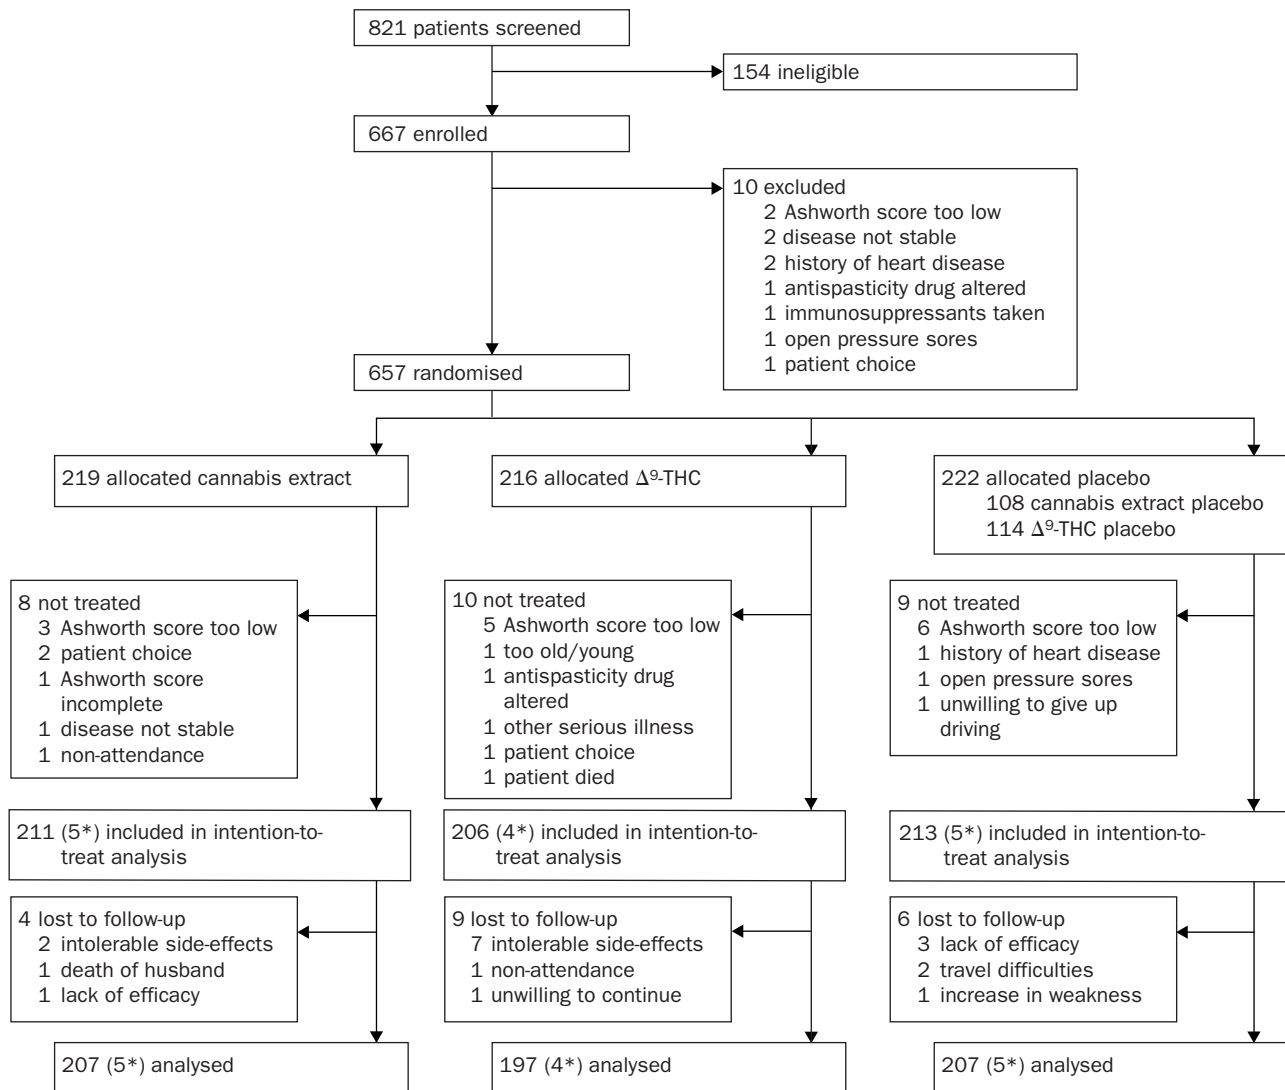 821 patients screened
154 ineligible
667 enrolled
10 excluded
2 Ashworth score too low
2 disease not stable
2 history of heart disease
1 antispasticity drug altered
1 immunosuppressants taken
1 open pressure sores
1 patient choice
657 randomised
219 allocated cannabis extract
216 allocated Δ⁹-THC
222 allocated placebo
108 cannabis extract placebo
114 Δ⁹-THC placebo
8 not treated
3 Ashworth score too low
2 patient choice
1 Ashworth score
incomplete
1 disease not stable
1 non-attendance
10 not treated
5 Ashworth score too low
1 too old/young
1 antispasticity drug
altered
1 other serious illness
1 patient choice
1 patient died
9 not treated
6 Ashworth score too low
1 history of heart disease
1 open pressure sores
1 unwilling to give up
driving
211 (5*) included in intention-to-
treat analysis
206 (4*) included in intention-to-
treat analysis
213 (5*) included in intention-to-
treat analysis
4 lost to follow-up
2 intolerable side-effects
1 death of husband
1 lack of efficacy
9 lost to follow-up
7 intolerable side-effects
1 non-attendance
1 unwilling to continue
6 lost to follow-up
3 lack of efficacy
2 travel difficulties
1 increase in weakness
207 (5*) analysed
197 (4*) analysed
207 (5*) analysed